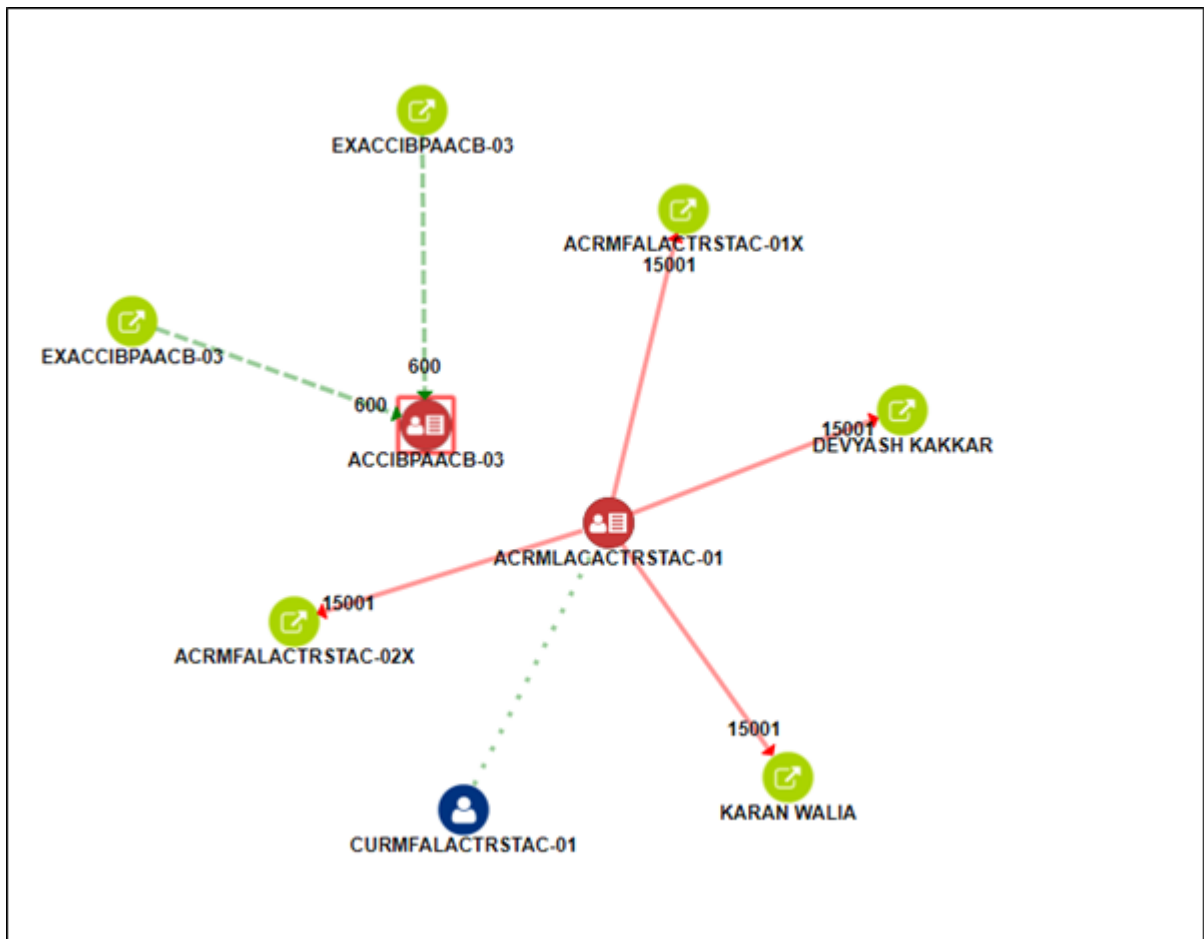 EXACCIBPAACB-03
ACRMFALACTRSTAC-01X
15001
EXACCIBPAACB-03
600
600
15001
DEVYASH KAKKAR
ACCIBPAACB-03
ACRMLAGACTRSTAC-01
15001
ACRMFALACTRSTAC-02X
15001
KARAN WALIA
CURMFALACTRSTAC-01